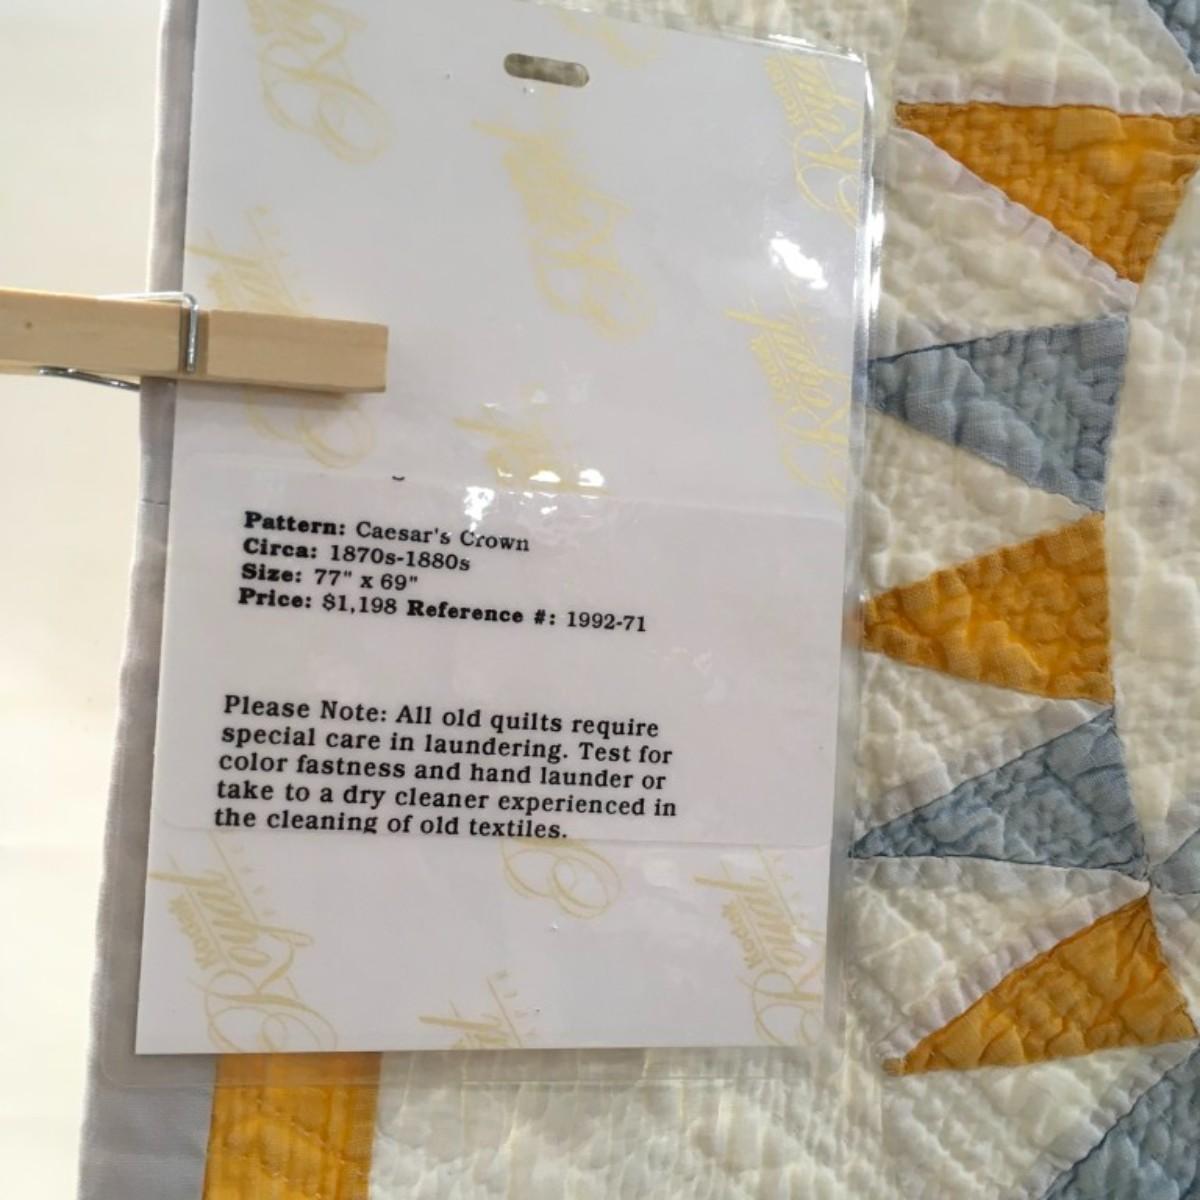 Pattern: Caesar's Crown
Circa: 1870s-1880s
Size: 77" x 69"
Price: $1,198 Reference #: 1992-71
Please Note: All old quilts require
special care in laundering. Test for
color fastness and hand launder or
take to a dry cleaner experienced in
the cleaning of old textiles.